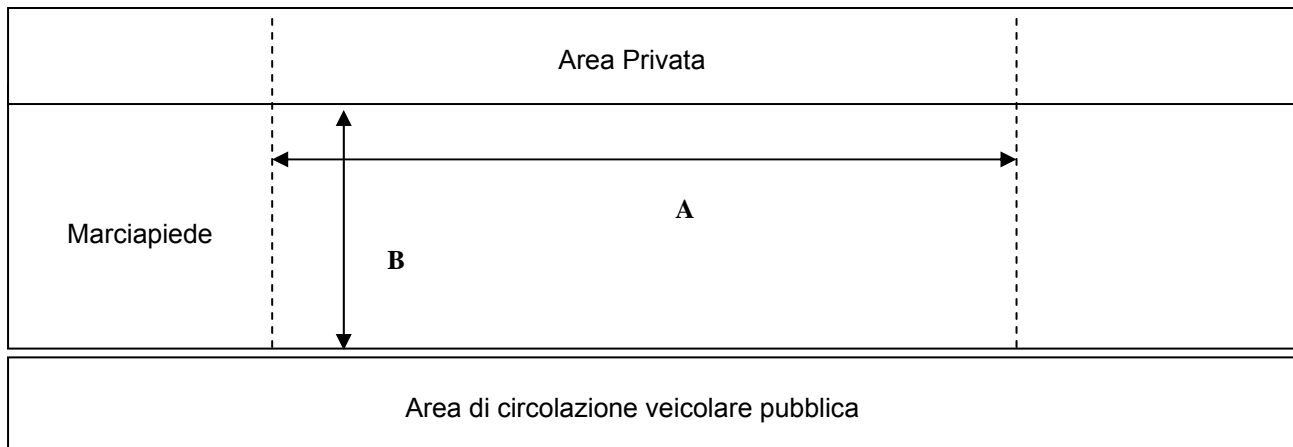 Area Privata
A
Marciapiede
B
Area di circolazione veicolare pubblica